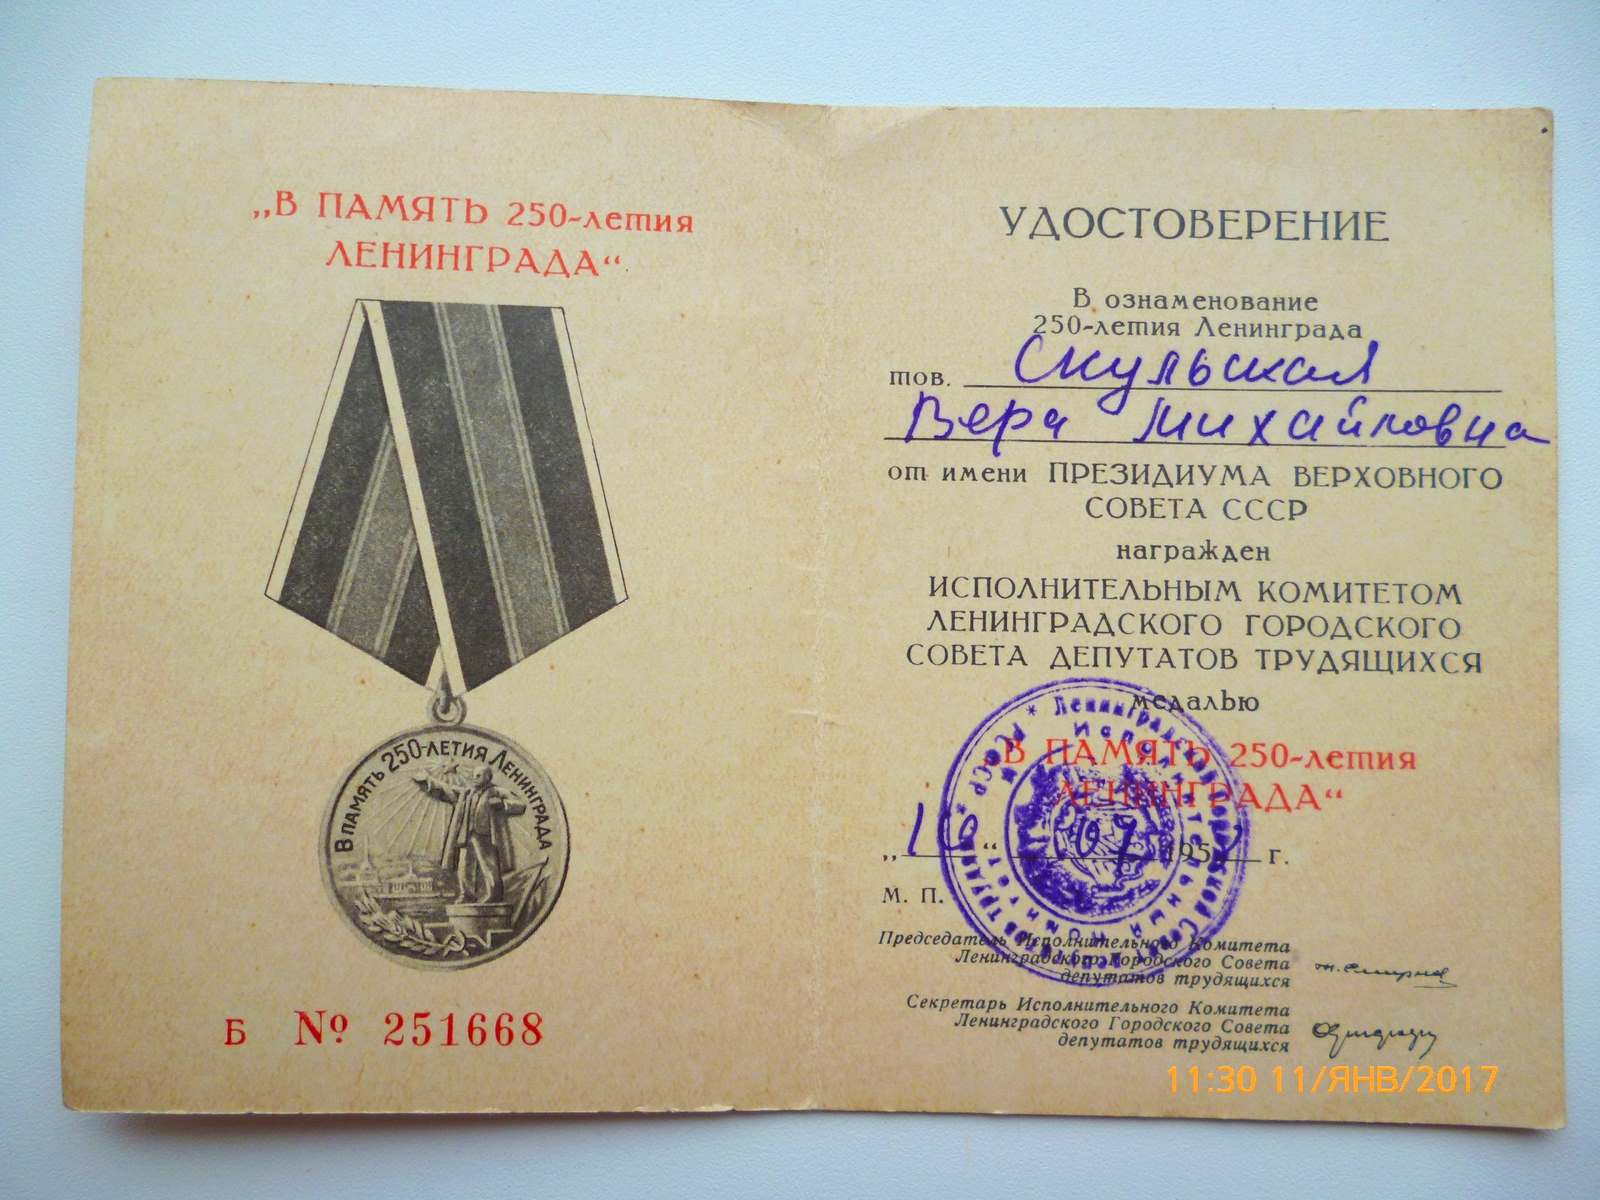 „В ПАМЯТЬ 250-летия
ЛЕНИНГРАДА“
В ПАМЯТЬ 250-ЛЕТИЯ ЛЕНИНГРАДА
Б № 251668
УДОСТОВЕРЕНИЕ
В ознаменование
250-летия Ленинграда
тов. Скульская
Вера Михайловна
от имени ПРЕЗИДИУМА ВЕРХОВНОГО
СОВЕТА СССР
награжден
ИСПОЛНИТЕЛЬНЫМ КОМИТЕТОМ
ЛЕНИНГРАДСКОГО ГОРОДСКОГО
СОВЕТА ДЕПУТАТОВ ТРУДЯЩИХСЯ
медалью
„В ПАМЯТЬ 250-летия
ЛЕНИНГРАДА“
„16“ 195 г.
М. П.
Председатель Исполнительного Комитета
Ленинградского Городского Совета
депутатов трудящихся
Секретарь Исполнительного Комитета
Ленинградского Городского Совета
депутатов трудящихся
11:30 11/ЯНВ/2017